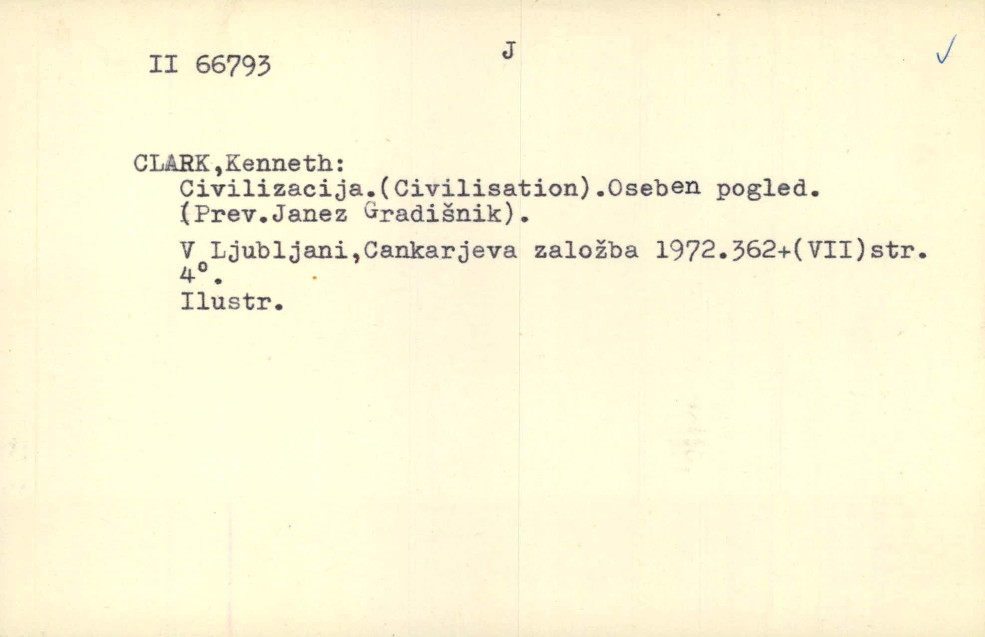 J
II 66793
CLARK,Kenneth:
Civilizacija.(Civilisation).Oseben pogled.
(Prev.Janez Gradišnik).
V Ljubljani,Cankarjeva založba 1972.362+(VII)str.
4°.
Ilustr.